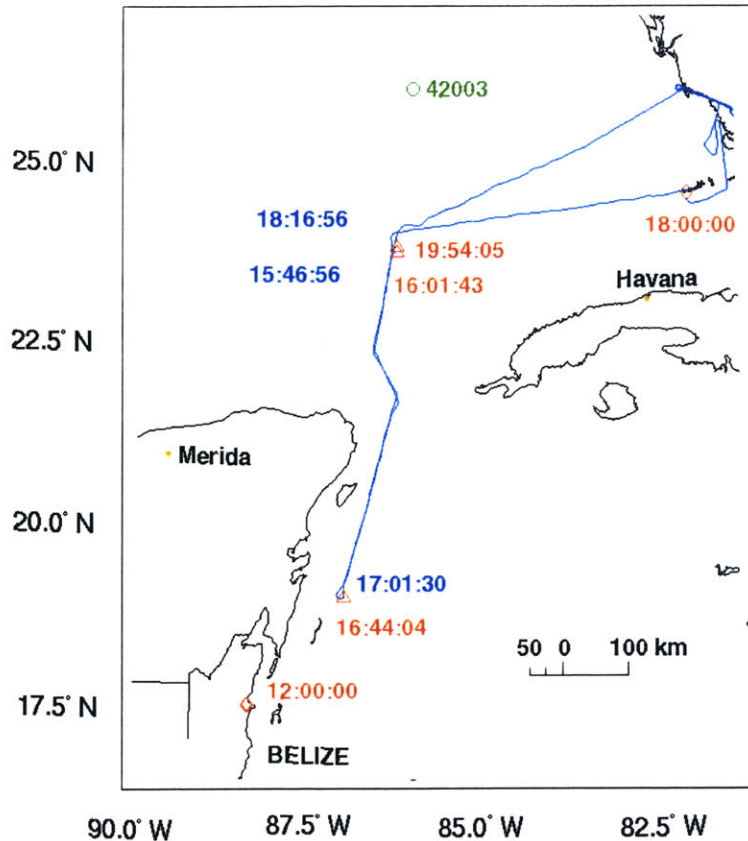 42003
25.0° N
18:16:56
18:00:00
19:54:05
15:46:56
16:01:43
Havana
22.5° N
Merida
20.0° N
17:01:30
16:44:04
50 0 100 km
12:00:00
17.5° N
BELIZE
90.0° W 87.5° W 85.0° W 82.5° W